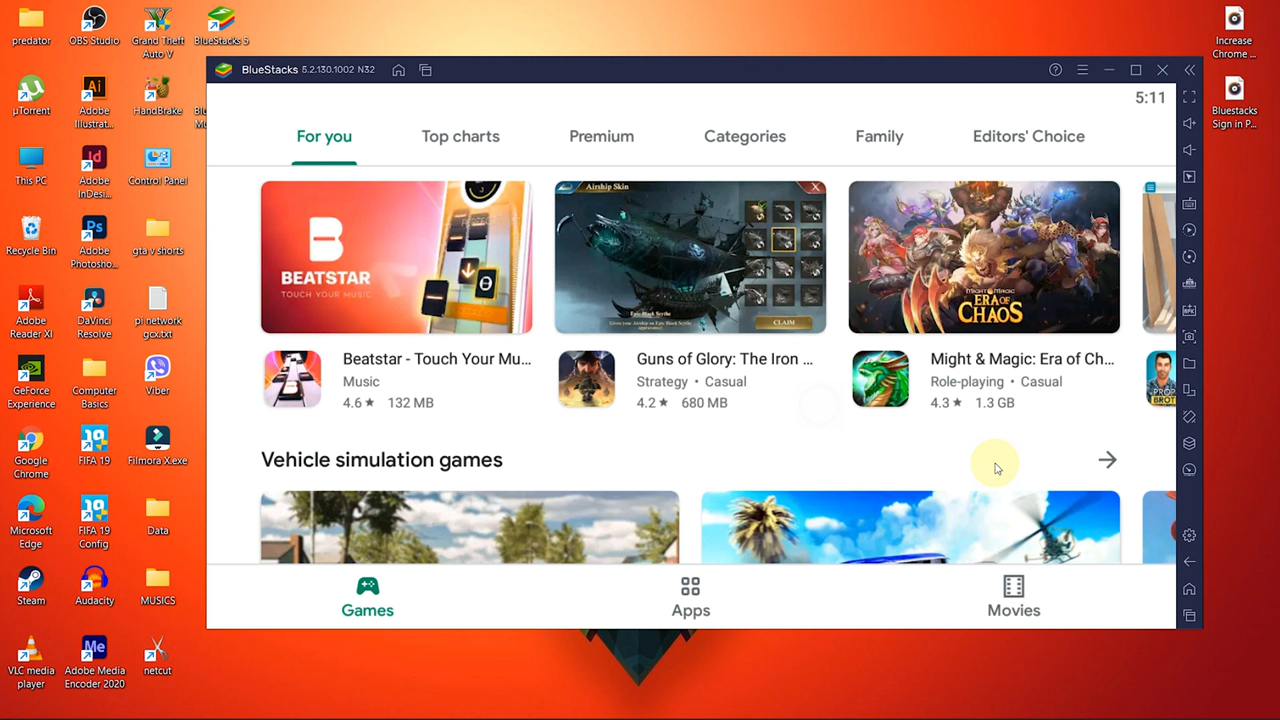 predator
OBS Studio
Grand Theft
Auto V
BlueStacks 5
µTorrent
Adobe
Illustrat...
HandBrake
This PC
Adobe
InDesi...
Control Panel
Recycle Bin
Adobe
Photosho...
gta v shorts
Adobe
Reader XI
DaVinci
Resolve
pi network
gox.txt
GeForce
Experience
Computer
Basics
Viber
Google
Chrome
FIFA 19
Filmora X.exe
Microsoft
Edge
FIFA 19
Config
Data
Steam
Audacity
MUSICS
VLC media
player
Adobe Media
Encoder 2020
netcut
BlueStacks 5.2.130.1002 N32
5:11
For you
Top charts
Premium
Categories
Family
Editors' Choice
BEATSTAR
TOUCH YOUR MUSIC
Airship Skin
Epic Black Scythe
CLAIM
MIGHT & MAGIC
ERA OF
CHAOS
Beatstar - Touch Your Mu...
Music
4.6 ★ 132 MB
Guns of Glory: The Iron ...
Strategy • Casual
4.2 ★ 680 MB
Might & Magic: Era of Ch...
Role-playing • Casual
4.3 ★ 1.3 GB
Vehicle simulation games
Games
Apps
Movies
Increase
Chrome ...
Bluestacks
Sign in P...